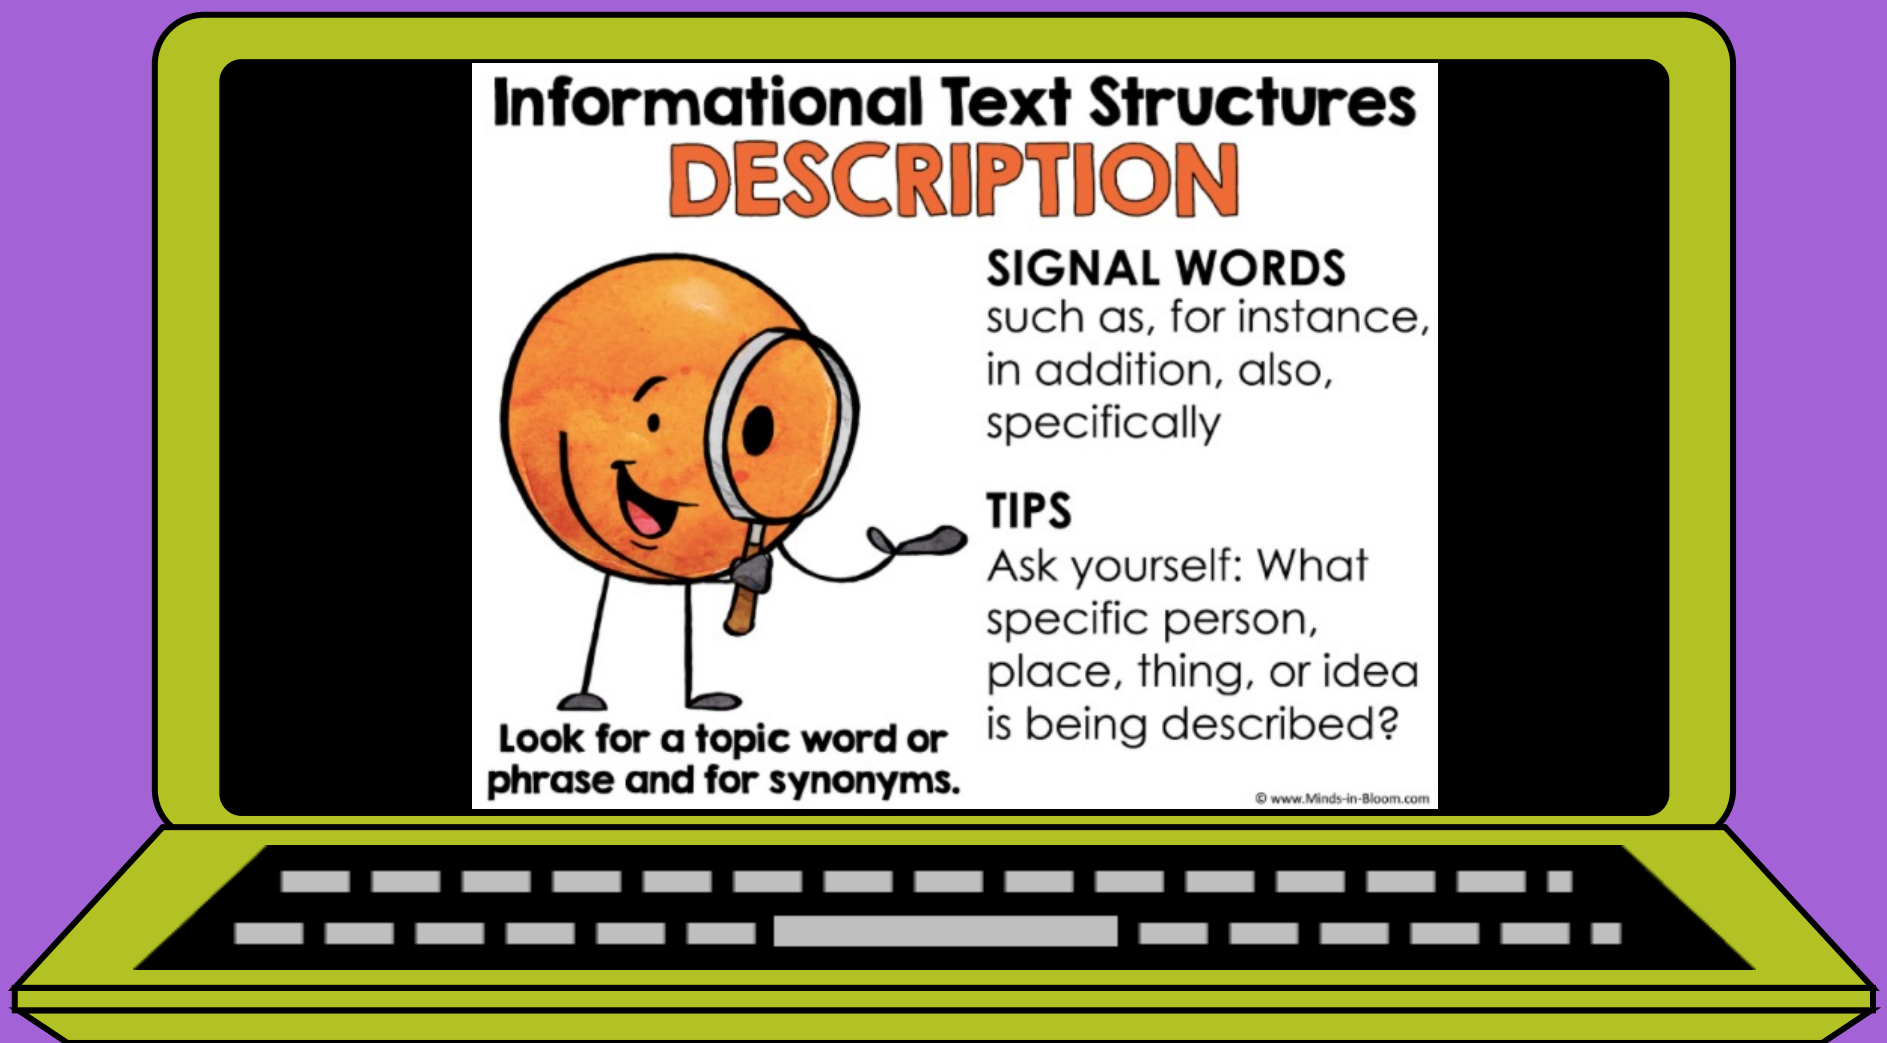 Informational Text Structures
DESCRIPTION
SIGNAL WORDS
such as, for instance,
in addition, also,
specifically
TIPS
Ask yourself: What
specific person,
place, thing, or idea
is being described?
Look for a topic word or
phrase and for synonyms.
© www.Minds-in-Bloom.com